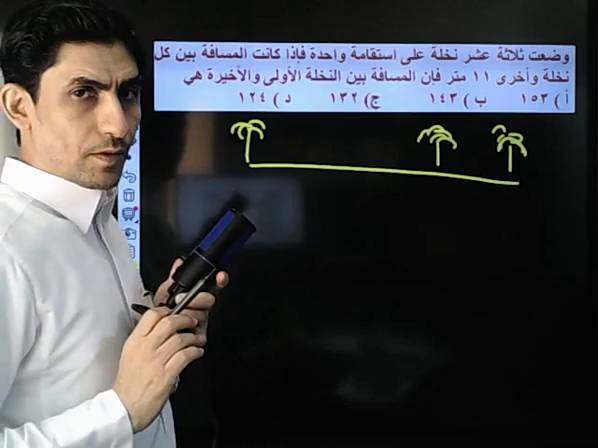 وضعت ثلاثة عشر نخلة على استقامة واحدة فإذا كانت المسافة بين كل
نخلة وأخرى ١١ متر فإن المسافة بين النخلة الأولى والأخيرة هي
أ ) ١٥٣ ب ) ١٤٣ ج) ١٣٢ د ) ١٢٤